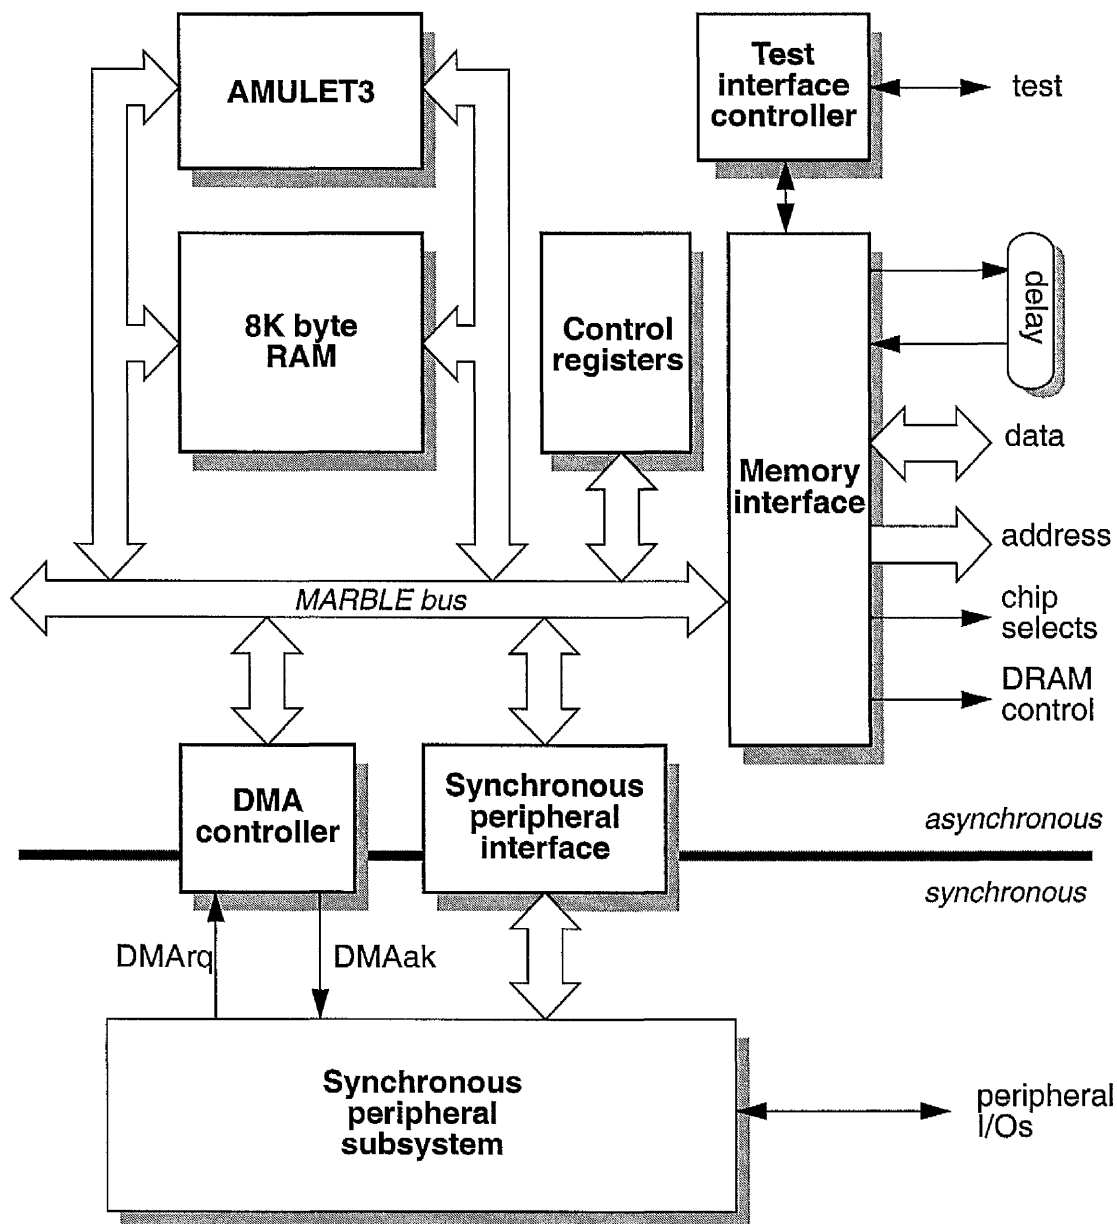 AMULET3
Test
interface
controller
test
8K byte
RAM
Control
registers
delay
Memory
interface
data
address
MARBLE bus
chip
selects
DRAM
control
DMA
controller
Synchronous
peripheral
interface
asynchronous
synchronous
DMArq
DMAak
Synchronous
peripheral
subsystem
peripheral
I/Os